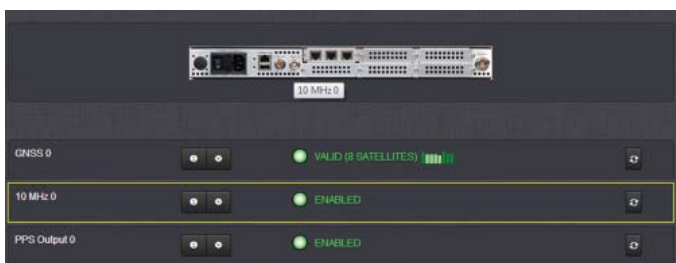 10 MHz 0
GNSS 0
VALID (8 SATELLITES)
10 MHz 0
ENABLED
PPS Output 0
ENABLED